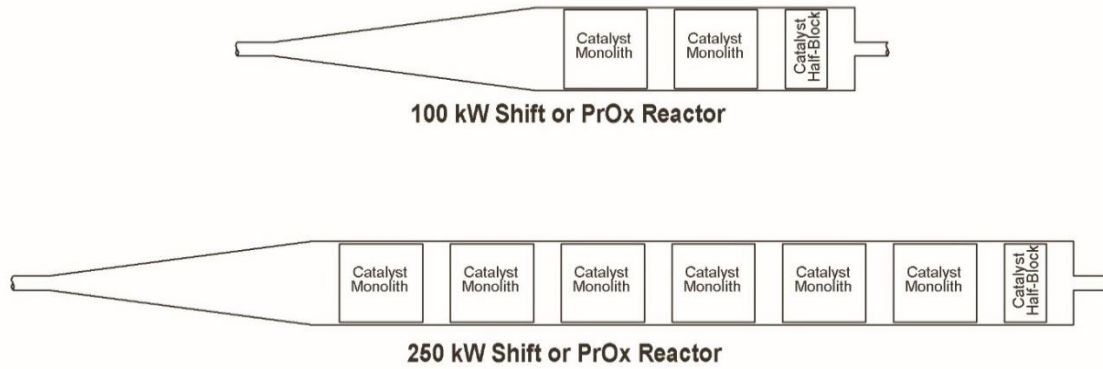 Catalyst
Monolith
Catalyst
Monolith
Catalyst
Half-Block
100 kW Shift or PrOx Reactor
Catalyst
Monolith
Catalyst
Monolith
Catalyst
Monolith
Catalyst
Monolith
Catalyst
Monolith
Catalyst
Monolith
Catalyst
Half-Block
250 kW Shift or PrOx Reactor